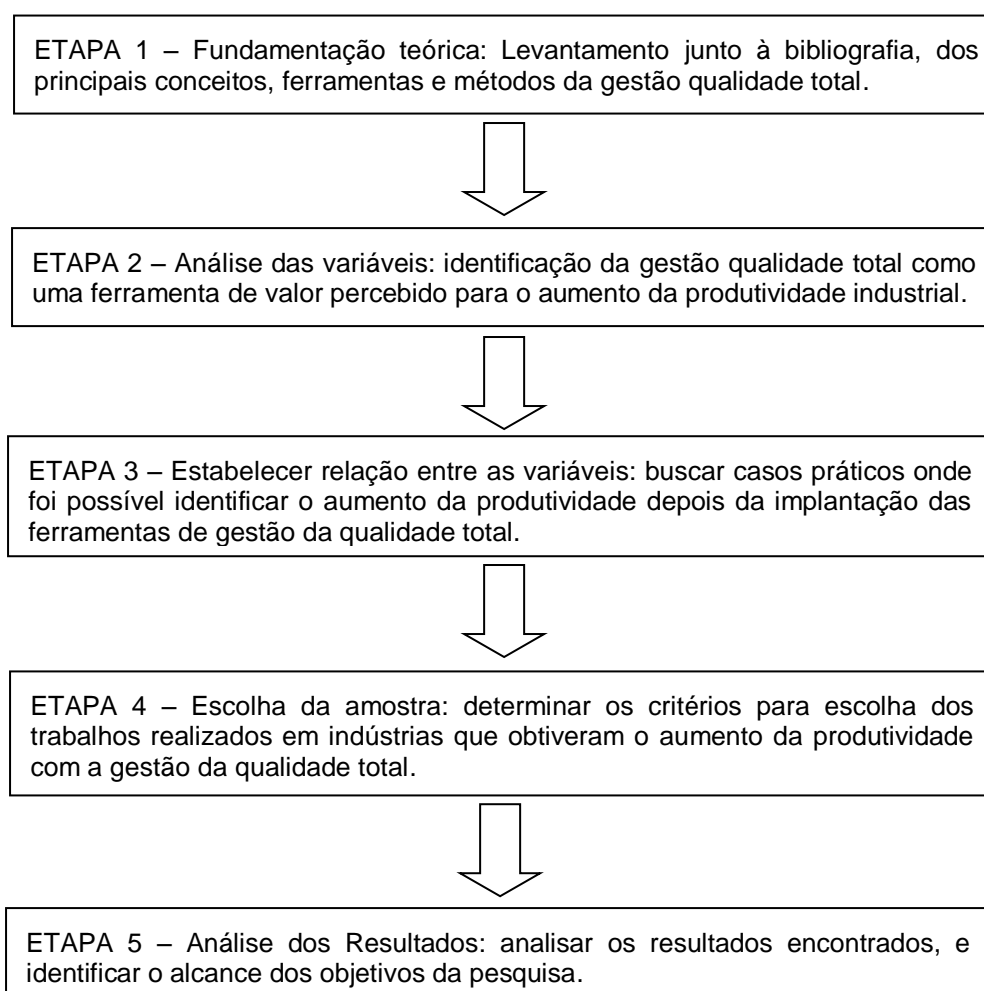 ETAPA 1 – Fundamentação teórica: Levantamento junto à bibliografia, dos
principais conceitos, ferramentas e métodos da gestão qualidade total.
ETAPA 2 – Análise das variáveis: identificação da gestão qualidade total como
uma ferramenta de valor percebido para o aumento da produtividade industrial.
ETAPA 3 – Estabelecer relação entre as variáveis: buscar casos práticos onde
foi possível identificar o aumento da produtividade depois da implantação das
ferramentas de gestão da qualidade total.
ETAPA 4 – Escolha da amostra: determinar os critérios para escolha dos
trabalhos realizados em indústrias que obtiveram o aumento da produtividade
com a gestão da qualidade total.
ETAPA 5 – Análise dos Resultados: analisar os resultados encontrados, e
identificar o alcance dos objetivos da pesquisa.